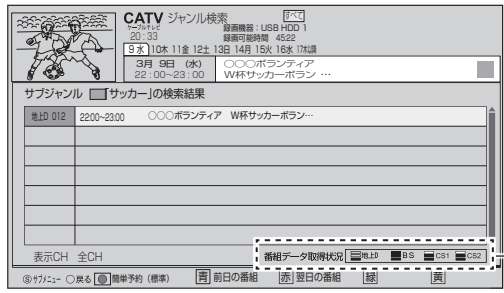 CATV ジャンル検索 すべて
ケーブルテレビ
20:33
録画機器:USB HDD 1
録画可能時間 45:22
9水 10木 11金 12土 13日 14月 15火 16水 17木
3月 9日 (水) ○○○ボランティア
22:00~23:00 W杯サッカーボラン …
サブジャンル 「サッカー」の検索結果
地上D 012 22:00~23:00 ○○○ボランティア W杯サッカーボラン…
表示CH 全CH 番組データ取得状況 地上D BS CS1 CS2
Ⓢサブメニュー 戻る 簡単予約 (標準) 青 前日の番組 赤 翌日の番組 緑 黄